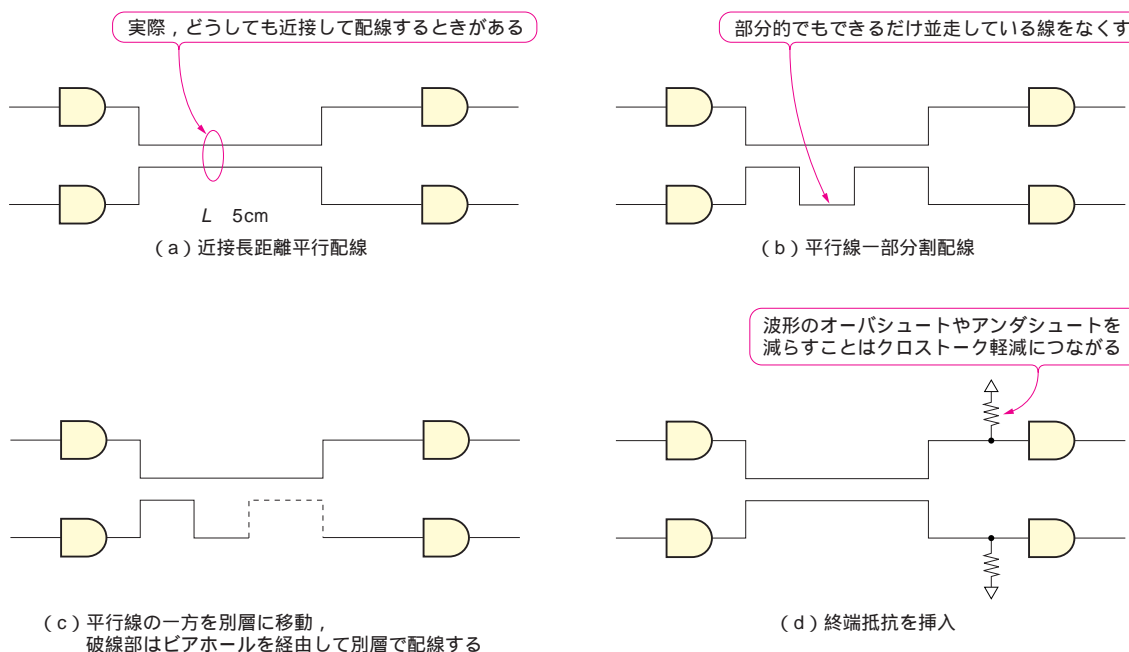 実際，どうしても近接して配線するときがある
L 5cm
(a)近接長距離平行配線
部分的でもできるだけ並走している線をなくす
(b)平行線一部分割配線
(c)平行線の一方を別層に移動，
破線部はビアホールを経由して別層で配線する
波形のオーバシュートやアンダシュートを
減らすことはクロストーク軽減につながる
(d)終端抵抗を挿入